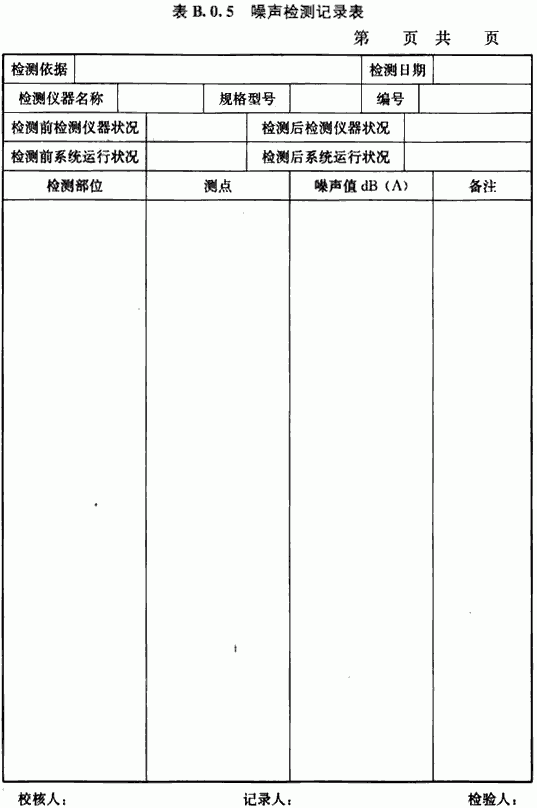 表 B.0.5 噪声检测记录表
第 页 共 页
检测依据 检测日期
检测仪器名称 规格型号 编号
检测前检测仪器状况 检测后检测仪器状况
检测前系统运行状况 检测后系统运行状况
检测部位 测点 噪声值 dB（A） 备注
校核人： 记录人： 检验人：